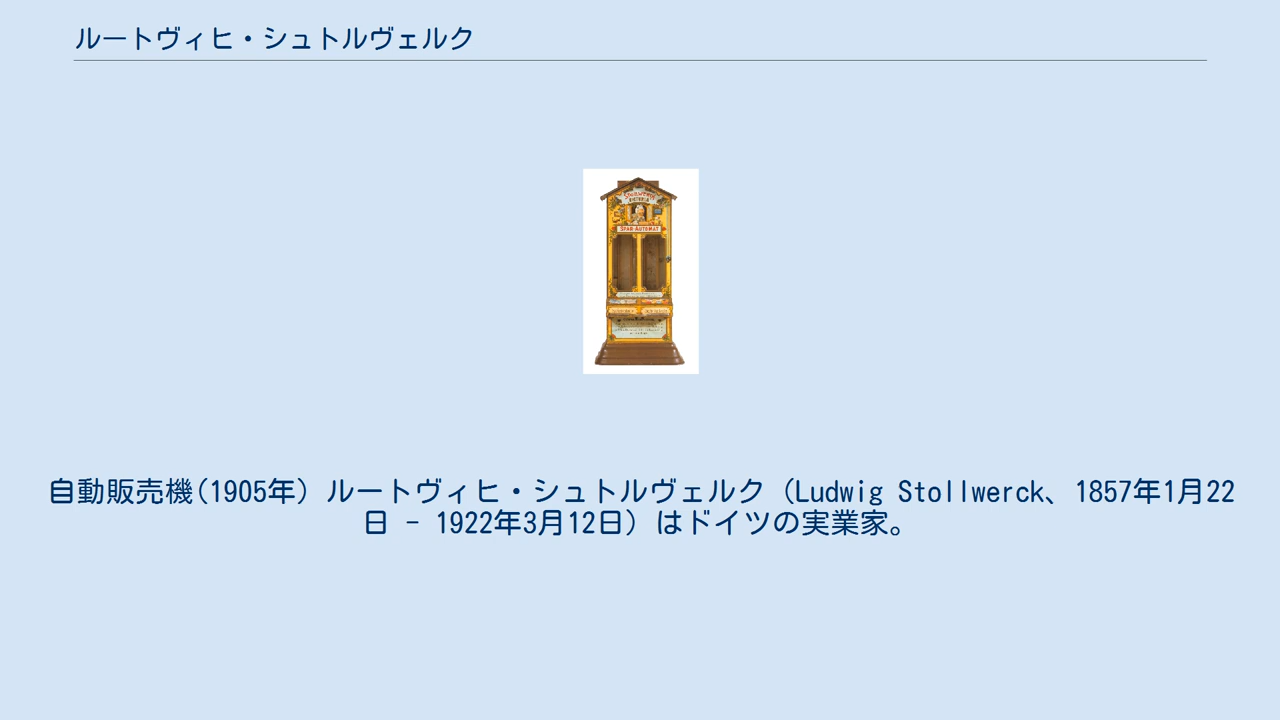 ルートヴィヒ・シュトルヴェルク
SPAR-AUTOMAT
自動販売機(1905年) ルートヴィヒ・シュトルヴェルク (Ludwig Stollwerck、1857年1月22
日 - 1922年3月12日) はドイツの実業家。